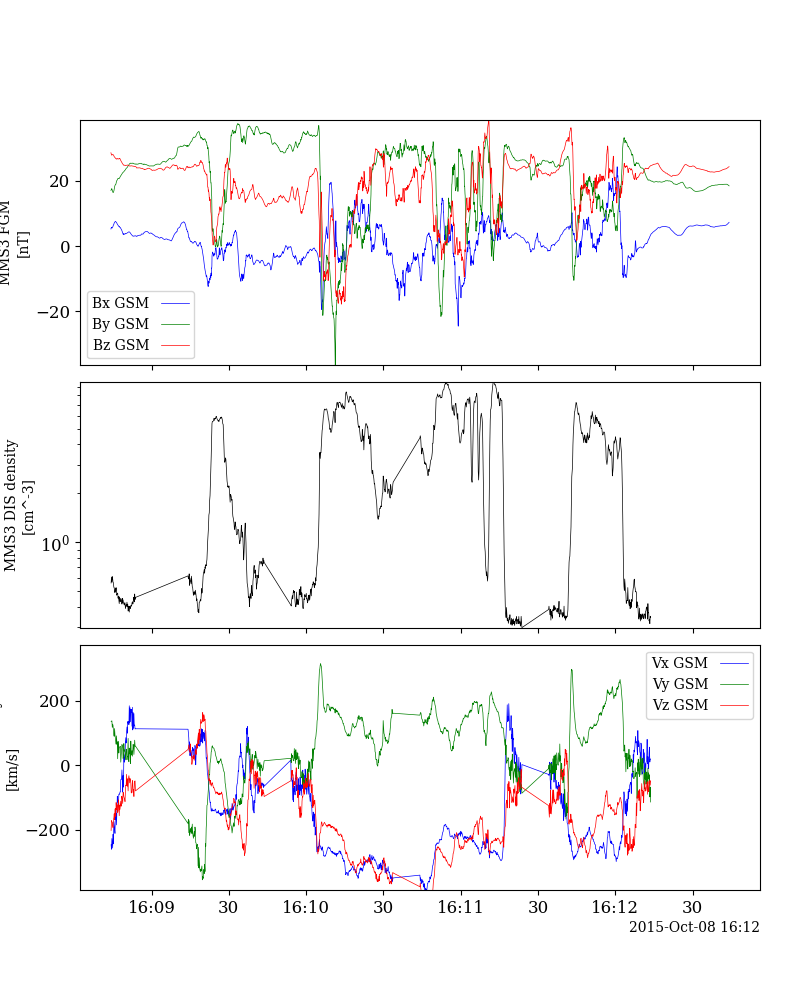 MMS3 FGM
[nT]
20
0
−20
Bx GSM
By GSM
Bz GSM
MMS3 DIS density
[cm^-3]
10^0
[km/s]
200
0
−200
Vx GSM
Vy GSM
Vz GSM
16:09
30
16:10
30
16:11
30
16:12
30
2015-Oct-08 16:12